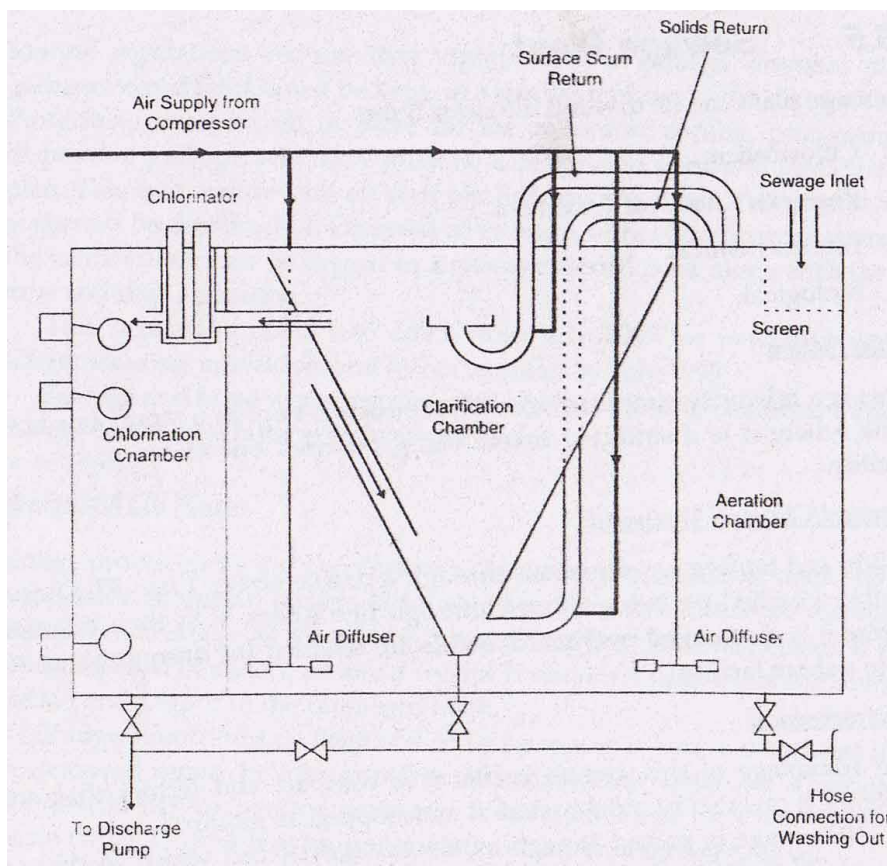 Solids Return
Surface Scum
Return
Air Supply from
Compressor
Chlorinator
Sewage Inlet
Screen
Clarification
Chamber
Chlorination
Cnamber
Aeration
Chamber
Air Diffuser
Air Diffuser
To Discharge
Pump
Hose
Connection for
Washing Out